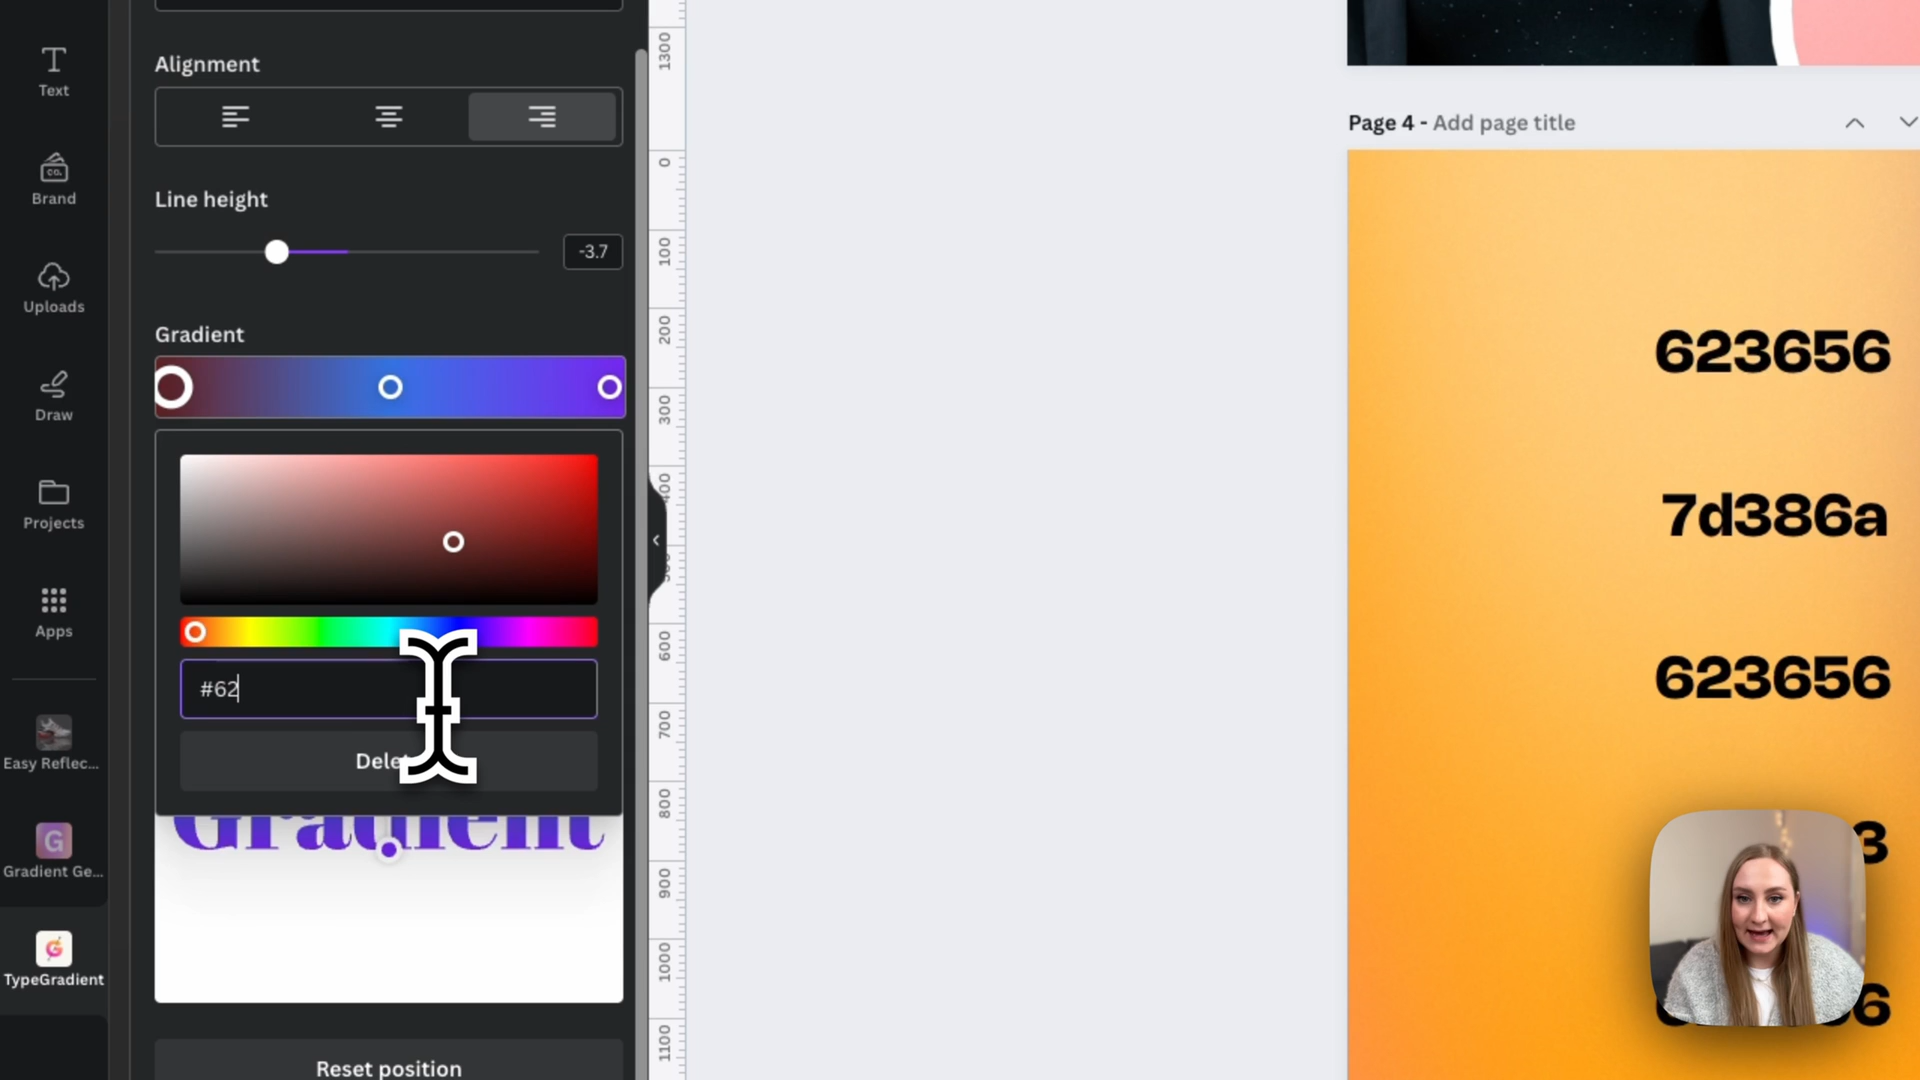 Text
Brand
CO.
Uploads
Draw
Projects
Apps
Easy Reflec...
G
Gradient Ge...
TypeGradient
Alignment
Line height
-3.7
Gradient
#62
Gradient
Reset position
1300
0
100
200
300
600
700
800
900
1000
1100
Page 4 - Add page title
623656
7d386a
623656
3
6